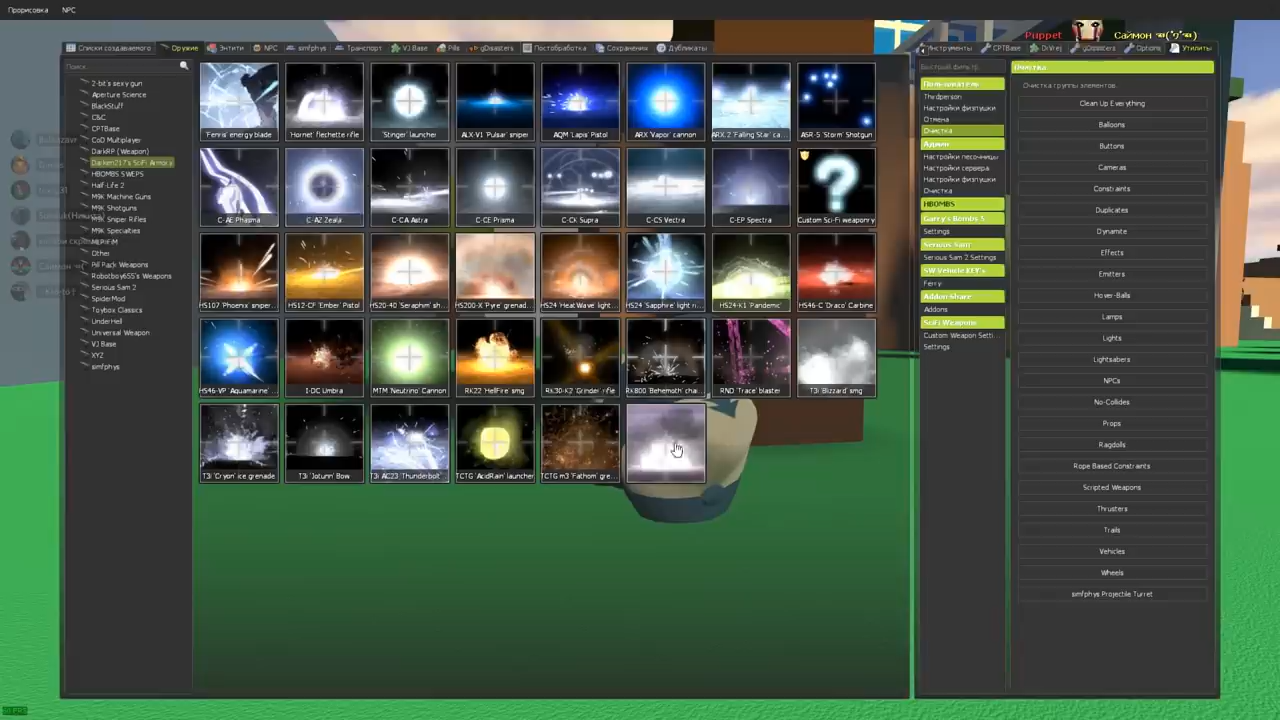 Прорисовка NPC
Puppet
Саймон
Списки создаваемого Оружие Энтити NPC simfphys Транспорт VJ Base Pills gDisasters Постобработка Сохранения Дубликаты
Инструменты CPTBase DrVrej gDisasters Options Утилиты
Поиск
2-bit's sexy gun
Aperture Science
BlackStuff
C&C
CPTBase
CoD Multiplayer
DarkRP (Weapon)
Darken217's SciFi Armory
HBOMBS SWEPS
Half-Life 2
M9K Machine Guns
M9K Shotguns
M9K Sniper Rifles
M9K Specialties
Other
Pill Pack Weapons
Robotboy655's Weapons
Serious Sam 2
SpiderMod
Toybox Classics
UnderHell
Universal Weapon
VJ Base
XYZ
simfphys
'Fenris' energy blade
'Hornet' flechette rifle
'Stinger' launcher
ALX-V1 'Pulsar' sniper
AQM 'Lapis' Pistol
ARX 'Vapor' cannon
ARX.2 'Falling Star' ca...
ASR-5 'Storm' Shotgun
C-AE Phasma
C-AZ Zeala
C-CA Astra
C-CE Prisma
C-CK Supra
C-CS Vectra
C-EP Spectra
Custom Sci-Fi weaponry
HS107 'Phoenix' sniper...
HS12-CF 'Ember' Pistol
HS20-40 'Seraphim' sh...
HS200-X 'Pyre' grenad...
HS24 'HeatWave' light...
HS24 'Sapphire' light r...
HS24-k1 'Pandemic'
HS46-C 'Draco' Carbine
HS46-VP 'Aquamarine' ...
I-DC Umbra
MTM 'Neutrino' Cannon
RK22 'HellFire' smg
RK30-K2 'Grinder' rifle
RK800 'Behemoth' chai...
RND 'Trace' blaster
T3i 'Blizzard' smg
T3i 'Cryon' ice grenade
T3i 'Jotunn' Bow
T3i AC23 'Thunderbolt'
TCTG 'AcidRain' launcher
TCTG m3 'Fathom' gre...
Быстрый фильтр
Пользователь
Thirdperson
Настройки физпушки
Отмена
Очистка
Админ
Настройки песочницы
Настройки сервера
Настройки физпушки
Очистка
HBOMBS
Garry's Bombs 5
Settings
Serious Sam
Serious Sam 2 Settings
SW Vehicle KEY's
Ferry
Addon Share
Addons
SciFi Weapons
Custom Weapon Setti...
Settings
Очистка
Очистка группы элементов.
Clean Up Everything
Balloons
Buttons
Cameras
Constraints
Duplicates
Dynamite
Effects
Emitters
Hover-Balls
Lamps
Lights
Lightsabers
NPCs
No-Collides
Props
Ragdolls
Rope Based Constraints
Scripted Weapons
Thrusters
Trails
Vehicles
Wheels
simfphys Projectile Turret